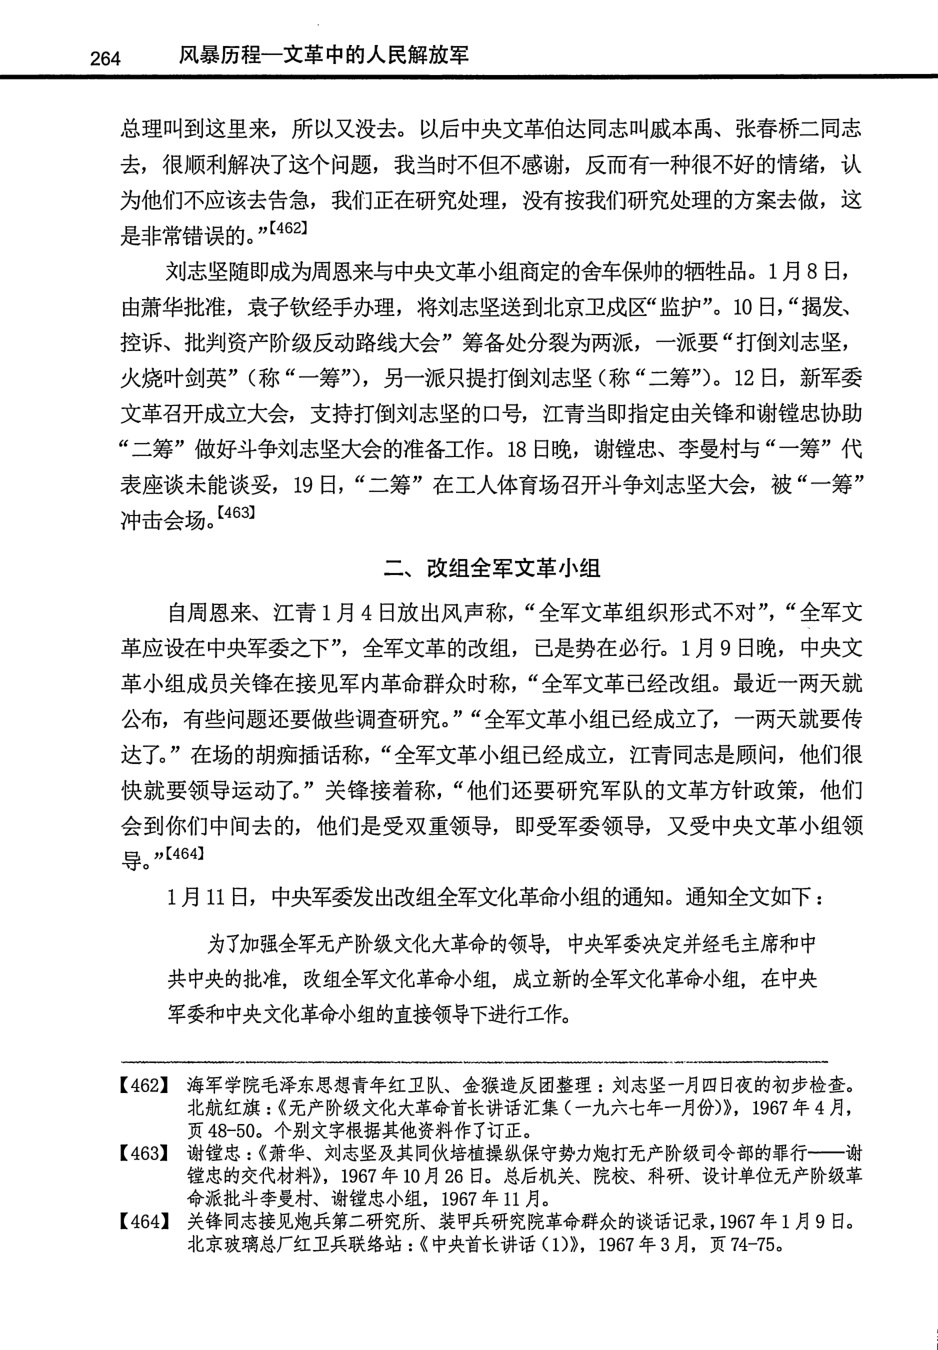 264 风暴历程—文革中的人民解放军
总理叫到这里来，所以又没去。以后中央文革伯达同志叫戚本禹、张春桥二同志
去，很顺利解决了这个问题，我当时不但不感谢，反而有一种很不好的情绪，认
为他们不应该去告急，我们正在研究处理，没有按我们研究处理的方案去做，这
是非常错误的。”【462】
刘志坚随即成为周恩来与中央文革小组商定的舍车保帅的牺牲品。1月8日，
由萧华批准，袁子钦经手办理，将刘志坚送到北京卫戍区“监护”。10日，“揭发、
控诉、批判资产阶级反动路线大会”筹备处分裂为两派，一派要“打倒刘志坚，
火烧叶剑英”（称“一筹”），另一派只提打倒刘志坚（称“二筹”）。12日，新军委
文革召开成立大会，支持打倒刘志坚的口号，江青当即指定由关锋和谢镗忠协助
“二筹”做好斗争刘志坚大会的准备工作。18日晚，谢镗忠、李曼村与“一筹”代
表座谈未能谈妥，19日，“二筹”在工人体育场召开斗争刘志坚大会，被“一筹”
冲击会场。【463】
二、改组全军文革小组
自周恩来、江青1月4日放出风声称，“全军文革组织形式不对”，“全军文
革应设在中央军委之下”，全军文革的改组，已是势在必行。1月9日晚，中央文
革小组成员关锋在接见军内革命群众时称，“全军文革已经改组。最近一两天就
公布，有些问题还要做些调查研究。”“全军文革小组已经成立了，一两天就要传
达了。”在场的胡痴插话称，“全军文革小组已经成立，江青同志是顾问，他们很
快就要领导运动了。”关锋接着称，“他们还要研究军队的文革方针政策，他们
会到你们中间去的，他们是受双重领导，即受军委领导，又受中央文革小组领
导。”【464】
1月11日，中央军委发出改组全军文化革命小组的通知。通知全文如下：
为了加强全军无产阶级文化大革命的领导，中央军委决定并经毛主席和中
共中央的批准，改组全军文化革命小组，成立新的全军文化革命小组，在中央
军委和中央文化革命小组的直接领导下进行工作。
【462】 海军学院毛泽东思想青年红卫队、金猴造反团整理：刘志坚一月四日夜的初步检查。
北航红旗：《无产阶级文化大革命首长讲话汇集（一九六七年一月份）》，1967年4月，
页48-50。个别文字根据其他资料作了订正。
【463】 谢镗忠：《萧华、刘志坚及其同伙培植操纵保守势力炮打无产阶级司令部的罪行——谢
镗忠的交代材料》，1967年10月26日。总后机关、院校、科研、设计单位无产阶级革
命派批斗李曼村、谢镗忠小组，1967年11月。
【464】 关锋同志接见炮兵第二研究所、装甲兵研究院革命群众的谈话记录，1967年1月9日。
北京玻璃总厂红卫兵联络站：《中央首长讲话（1）》，1967年3月，页74-75。